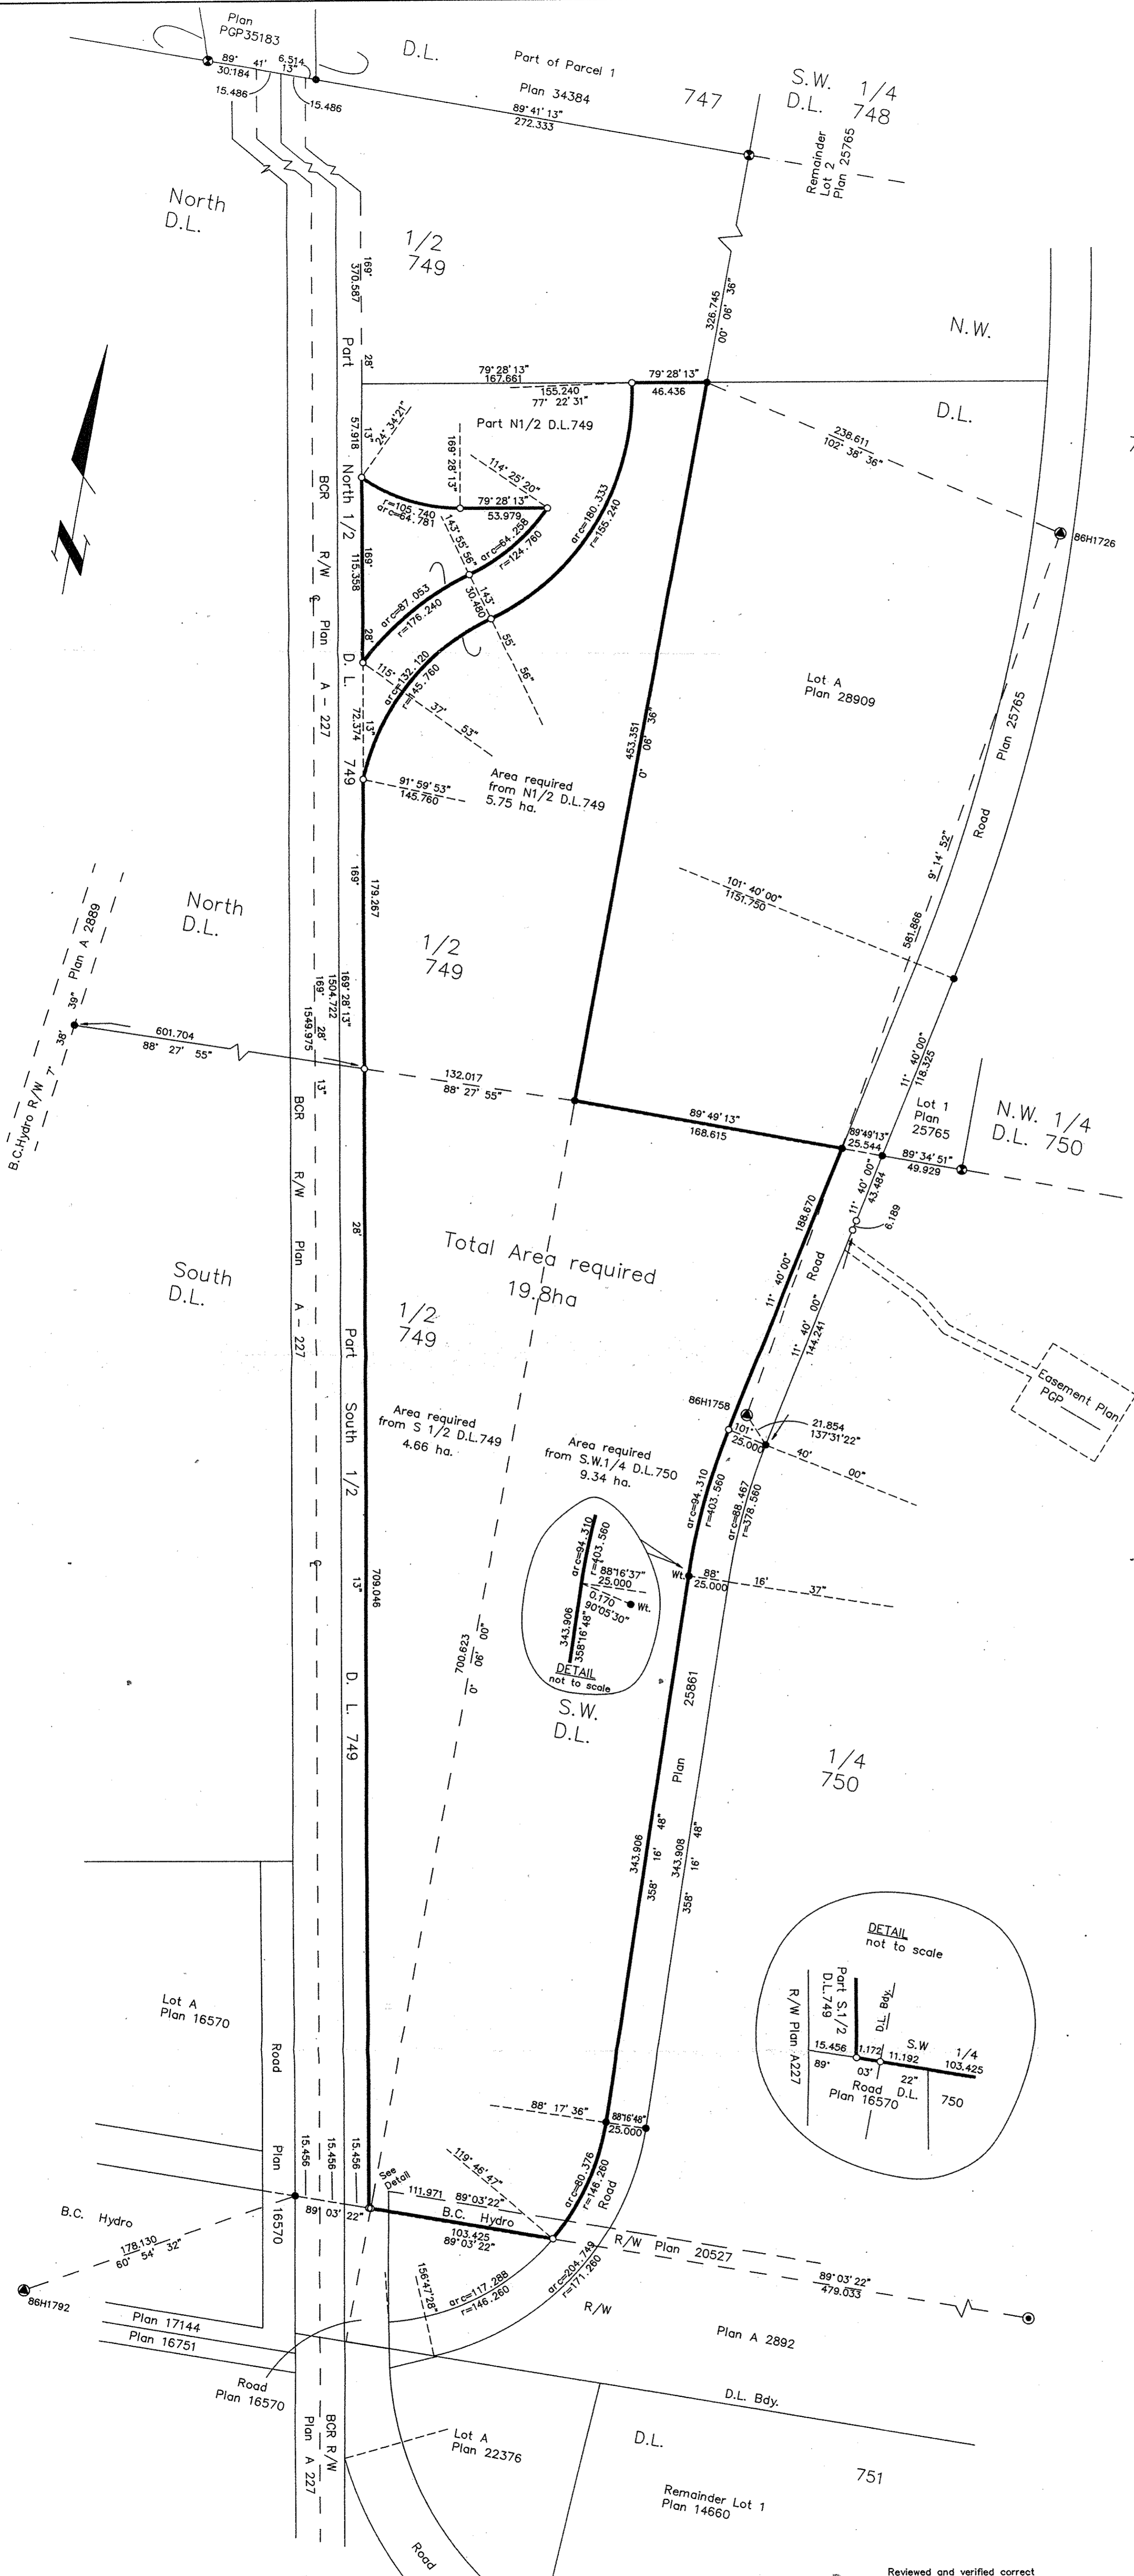 Plan
PGP35183
D.L.
Part of Parcel 1
Plan 34384
747
S.W. 1/4
D.L. 748
Remainder
Lot 2
Plan 25765
89° 41' 13"
30.184
6.514
15.486
15.486
89° 41' 13"
272.333
North
D.L.
1/2
749
169° 28' 13"
370.587
326.745
00° 06' 36"
N.W.
D.L.
79° 28' 13"
167.661
155.240
77° 22' 31"
79° 28' 13"
46.436
Part N1/2 D.L.749
57.918
24° 34'21"
169° 28'13"
114° 25'20"
r=105.740
arc=64.781
79° 28'13"
53.979
143° 55' 56"
arc=64.258
r=124.760
arc=180.333
r=155.240
238.611
102° 38' 36"
86H1726
Part North 1/2 D. L. 749
BCR R/W Plan A - 227
169° 28' 13"
115.358
arc=87.053
r=176.240
30.480
143° 55' 56"
arc=132.120
r=145.760
115° 37' 53"
72.374
91° 59'53"
145.760
Area required
from N1/2 D.L.749
5.75 ha.
453.351
0° 06' 36"
Lot A
Plan 28909
Road Plan 25765
101° 40' 00"
1151.750
9° 14' 52"
581.866
179.267
North
D.L.
1/2
749
169° 28' 13"
1504.722
169° 28' 13"
1549.975
B.C.Hydro R/W Plan A 2889
7° 38' 39"
601.704
88° 27' 55"
132.017
88° 27' 55"
89° 49'13"
168.615
89°49'13"
25.544
11° 40' 00"
118.325
Lot 1
Plan
25765
N.W. 1/4
D.L. 750
89° 34'51"
49.929
11° 40' 00"
43.484
6.189
188.670
11° 40' 00"
Road
11° 40' 00"
144.241
Easement Plan
PGP
BCR R/W Plan A - 227
South
D.L.
1/2
749
Total Area required
19.8ha
Part South 1/2 D. L. 749
Area required
from S 1/2 D.L.749
4.66 ha.
Area required
from S.W.1/4 D.L.750
9.34 ha.
86H1758
21.854
137°31'22"
101° 40' 00"
25.000
arc=94.310
r=403.560
arc=88.467
r=378.560
arc=94.310
r=403.560
88°16'37"
25.000
0.170
90°05'30"
Wt.
343.906
358°16'48"
DETAIL
not to scale
Wt.
88° 16' 37"
25.000
28'
13"
709.046
700.623
0° 06' 00"
S.W.
D.L.
1/4
750
Plan 25861
343.906
358° 16' 48"
343.908
358° 16' 48"
DETAIL
not to scale
Part S.1/2
D.L.749
R/W Plan A227
D.L. Bdy.
S.W 1/4
15.456
1.172
11.192
103.425
89° 03' 22"
Road
Plan 16570
D.L.
750
Lot A
Plan 16570
Road Plan 16570
15.456
15.456
15.456
See
Detail
88° 17' 36"
88°16'48"
25.000
119° 46'47"
arc=80.376
r=146.260
Road
111.971
89°03'22"
89° 03' 22"
B.C. Hydro
103.425
89°03'22"
R/W Plan 20527
B.C. Hydro
178.130
60° 54' 32"
86H1792
arc=117.288
r=146.260
156°47'28"
arc=204.749
r=171.260
89° 03'22"
479.033
R/W
Plan A 2892
Plan 17144
Plan 16751
Road
Plan 16570
D.L. Bdy.
BCR R/W
Plan A 227
Lot A
Plan 22376
D.L.
751
Remainder Lot 1
Plan 14660
Road
Reviewed and verified correct